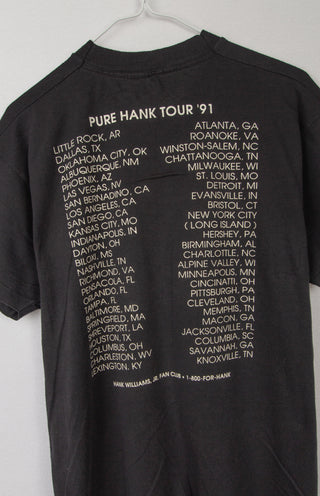 PURE HANK TOUR '91
LITTLE ROCK, AR
DALLAS, TX
OKLAHOMA CITY, OK
ALBUQUERQUE, NM
PHOENIX, AZ
LAS VEGAS, NV
SAN BERNADINO, CA
LOS ANGELES, CA
SAN DIEGO, CA
KANSAS CITY, MO
INDIANAPOLIS, IN
DAYTON, OH
BILOXI, MS
NASHVILLE, TN
RICHMOND, VA
PENSACOLA, FL
ORLANDO, FL
TAMPA, FL
BALTIMORE, MD
SPRINGFIELD, MA
SHREVEPORT, LA
HOUSTON, TX
COLUMBUS, OH
CHARLESTON, WV
LEXINGTON, KY
ATLANTA, GA
ROANOKE, VA
WINSTON-SALEM, NC
CHATTANOOGA, TN
MILWAUKEE, WI
ST. LOUIS, MO
DETROIT, MI
EVANSVILLE, IN
BRISTOL, CT
NEW YORK CITY
( LONG ISLAND )
HERSHEY, PA
BIRMINGHAM, AL
CHARLOTTLE, NC
ALPINE VALLEY, WI
MINNEAPOLIS, MN
CINCINATTI, OH
PITTSBURGH, PA
CLEVELAND, OH
MEMPHIS, TN
MACON, GA
JACKSONVILLE, FL
COLUMBIA, SC
SAVANNAH, GA
KNOXVILLE, TN
HANK WILLIAMS, JR. FAN CLUB • 1-800-FOR-HANK